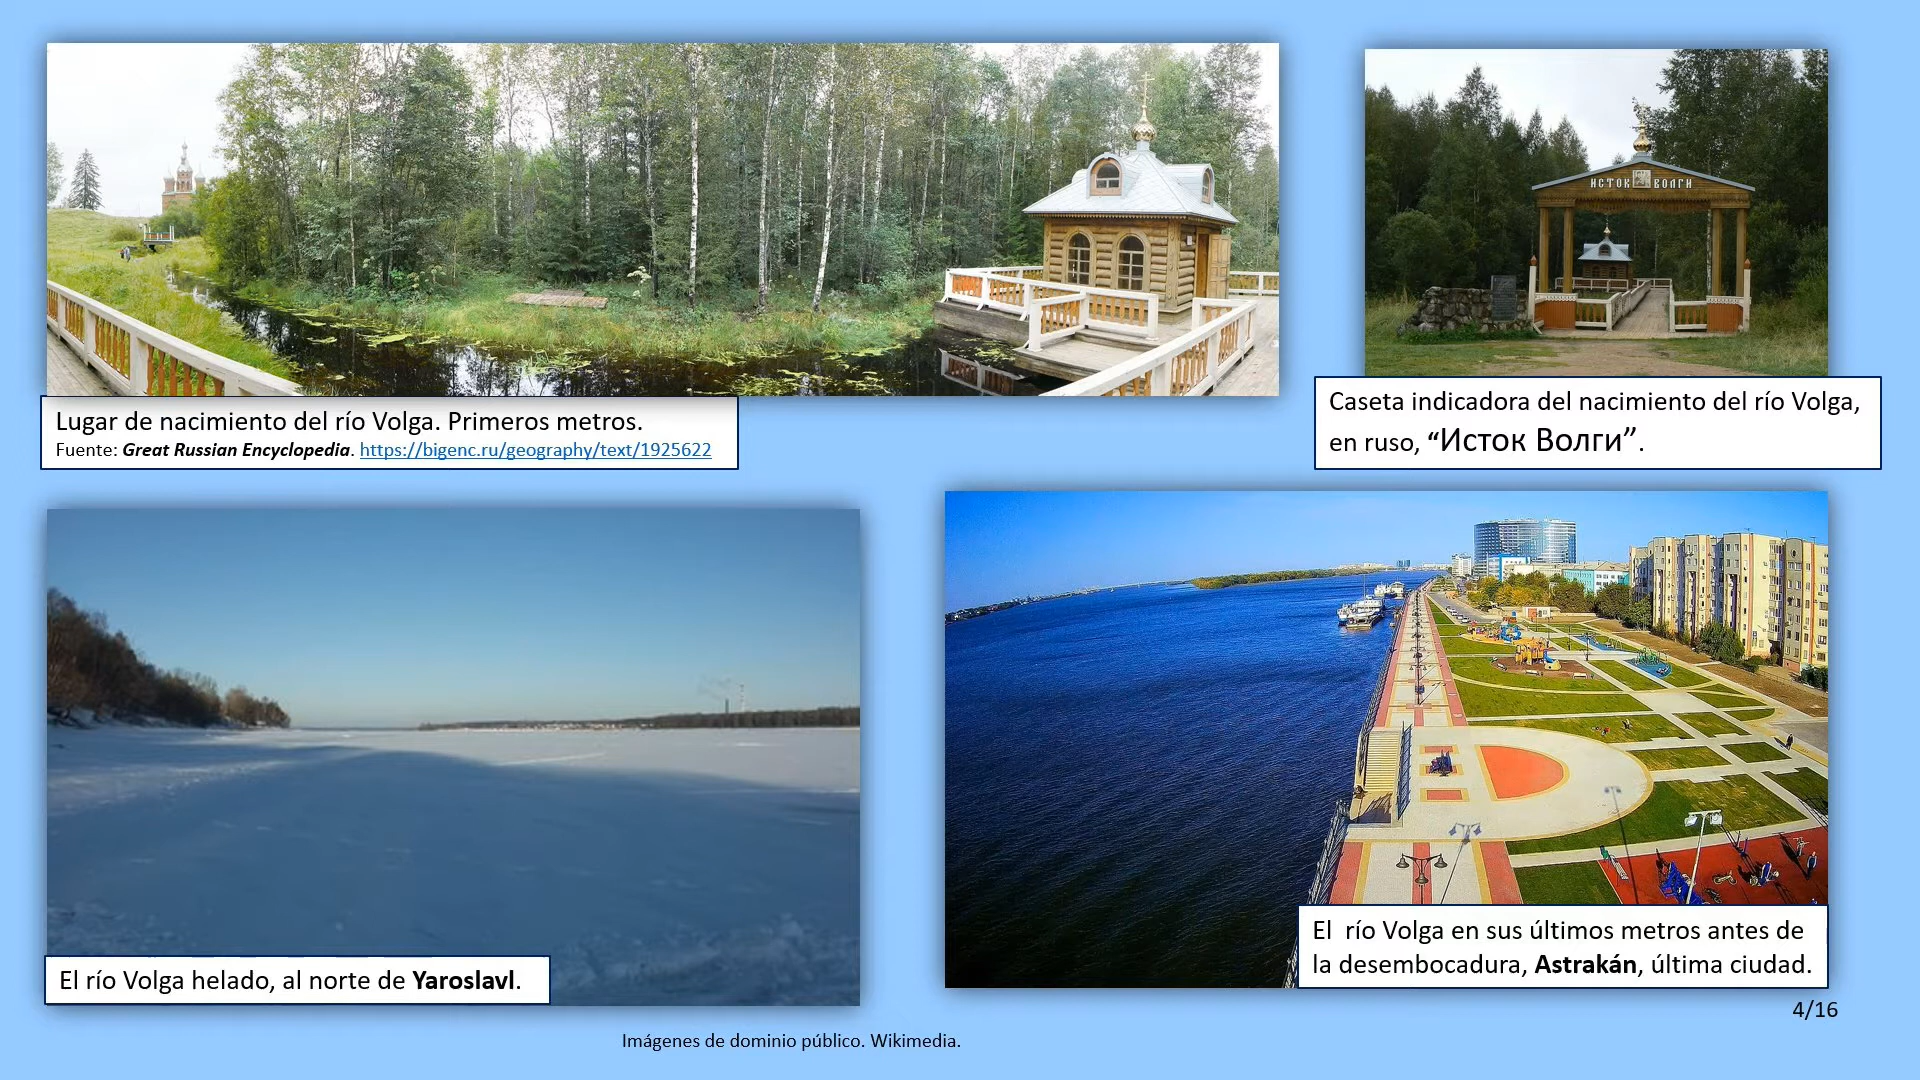 Lugar de nacimiento del río Volga. Primeros metros.
Fuente: Great Russian Encyclopedia. https://bigenc.ru/geography/text/1925622
ИСТОК ВОЛГИ
Caseta indicadora del nacimiento del río Volga,
en ruso, “Исток Волги”.
El río Volga helado, al norte de Yaroslavl.
El río Volga en sus últimos metros antes de
la desembocadura, Astrakán, última ciudad.
4/16
Imágenes de dominio público. Wikimedia.